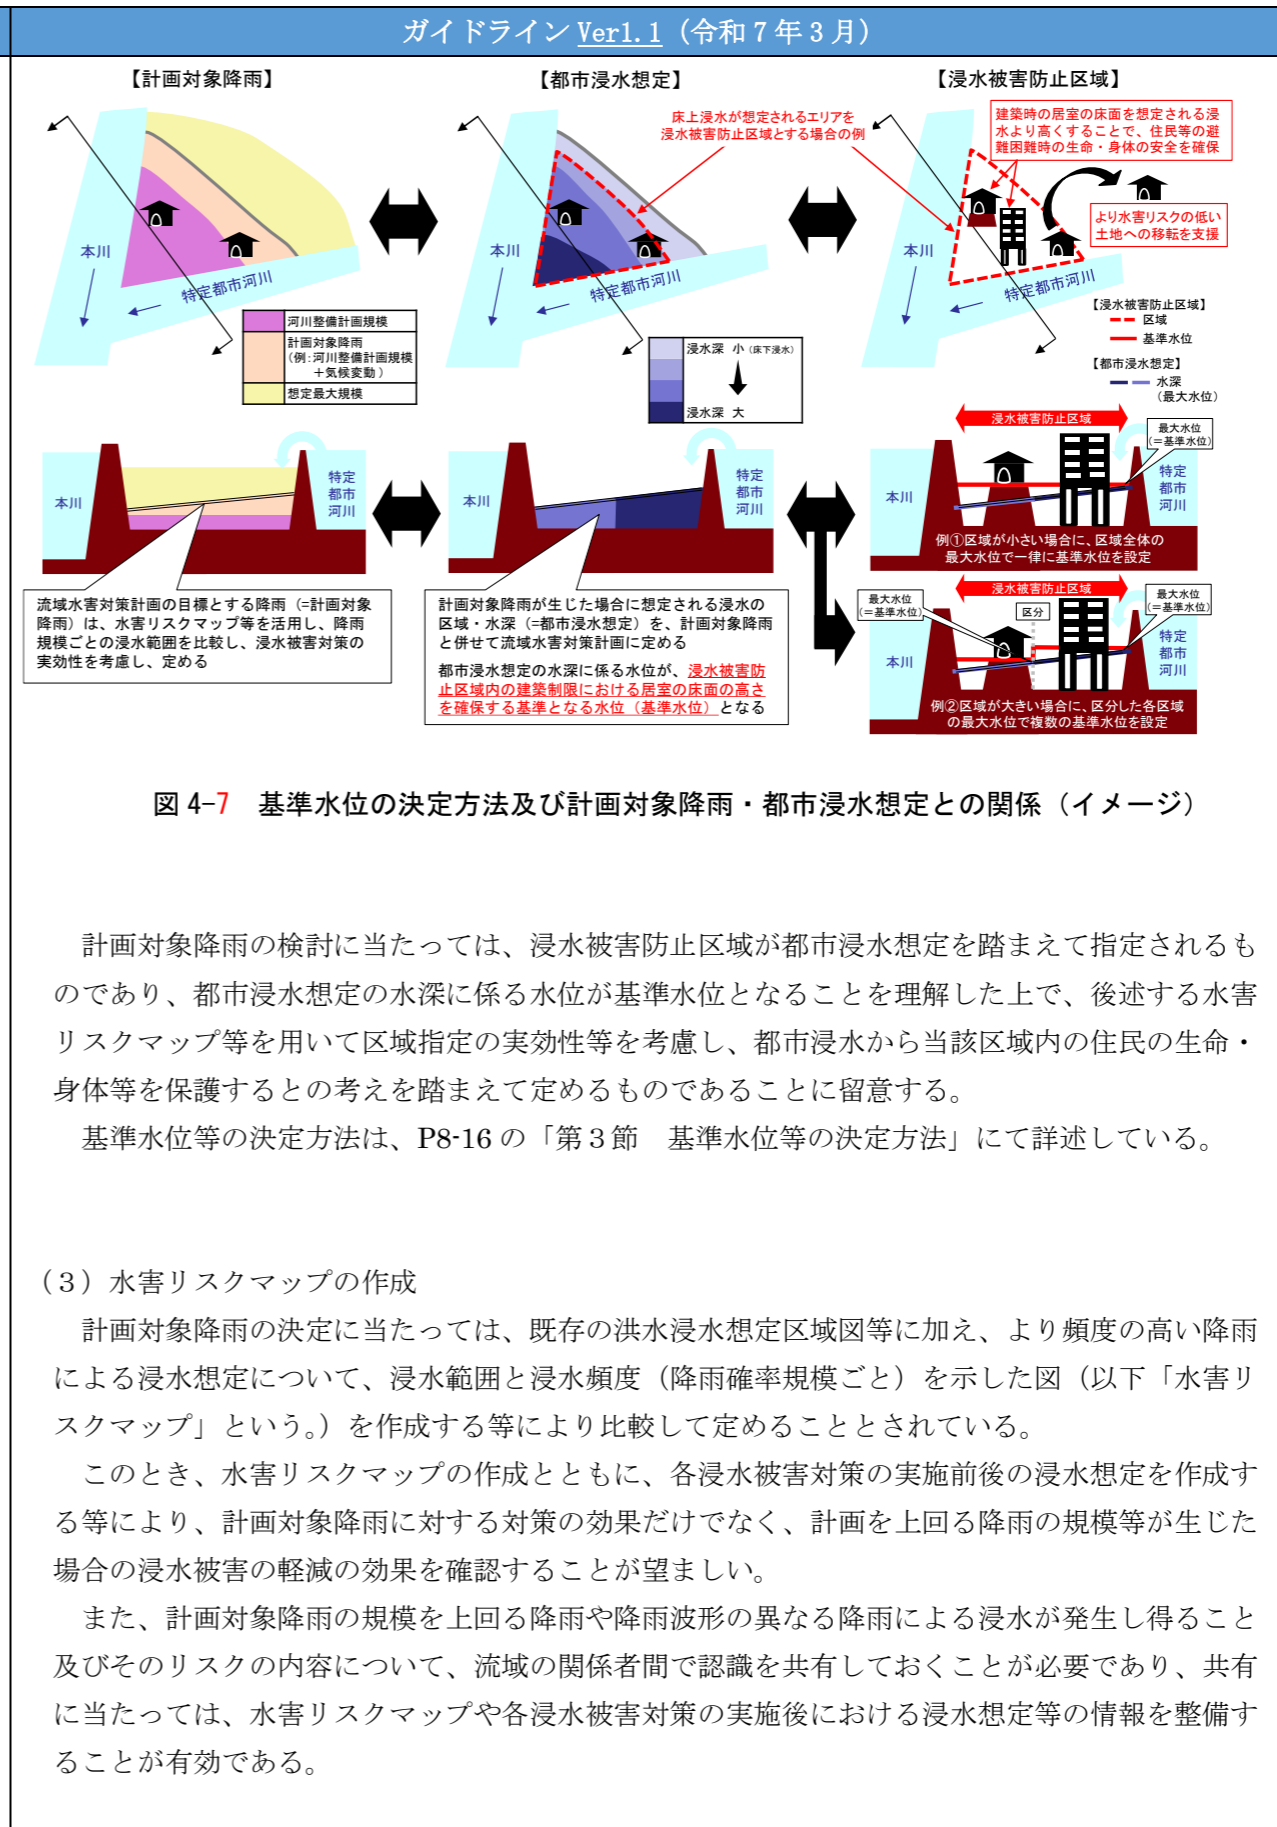 ガイドライン Ver1.1（令和７年３月）
【計画対象降雨】
本川
特定都市河川
河川整備計画規模
計画対象降雨
（例：河川整備計画規模
＋気候変動）
想定最大規模
【都市浸水想定】
床上浸水が想定されるエリアを
浸水被害防止区域とする場合の例
本川
特定都市河川
浸水深 小（床下浸水）
浸水深 大
【浸水被害防止区域】
建築時の居室の床面を想定される浸
水より高くすることで、住民等の避
難困難時の生命・身体の安全を確保
より水害リスクの低い
土地への移転を支援
本川
特定都市河川
【浸水被害防止区域】
区域
基準水位
【都市浸水想定】
水深
（最大水位）
本川
特定
都市
河川
流域水害対策計画の目標とする降雨（=計画対象
降雨）は、水害リスクマップ等を活用し、降雨
規模ごとの浸水範囲を比較し、浸水被害対策の
実効性を考慮し、定める
本川
特定
都市
河川
計画対象降雨が生じた場合に想定される浸水の
区域・水深（=都市浸水想定）を、計画対象降雨
と併せて流域水害対策計画に定める
都市浸水想定の水深に係る水位が、浸水被害防
止区域内の建築制限における居室の床面の高さ
を確保する基準となる水位（基準水位）となる
浸水被害防止区域
最大水位
（＝基準水位）
本川
特定
都市
河川
例①区域が小さい場合に、区域全体の
最大水位で一律に基準水位を設定
浸水被害防止区域
最大水位
（＝基準水位）
区分
最大水位
（＝基準水位）
本川
特定
都市
河川
例②区域が大きい場合に、区分した各区域
の最大水位で複数の基準水位を設定
図 4-7　基準水位の決定方法及び計画対象降雨・都市浸水想定との関係（イメージ）
計画対象降雨の検討に当たっては、浸水被害防止区域が都市浸水想定を踏まえて指定されるも
のであり、都市浸水想定の水深に係る水位が基準水位となることを理解した上で、後述する水害
リスクマップ等を用いて区域指定の実効性等を考慮し、都市浸水から当該区域内の住民の生命・
身体等を保護するとの考えを踏まえて定めるものであることに留意する。
基準水位等の決定方法は、P8-16 の「第３節　基準水位等の決定方法」にて詳述している。
（３）水害リスクマップの作成
計画対象降雨の決定に当たっては、既存の洪水浸水想定区域図等に加え、より頻度の高い降雨
による浸水想定について、浸水範囲と浸水頻度（降雨確率規模ごと）を示した図（以下「水害リ
スクマップ」という。）を作成する等により比較して定めることとされている。
このとき、水害リスクマップの作成とともに、各浸水被害対策の実施前後の浸水想定を作成す
る等により、計画対象降雨に対する対策の効果だけでなく、計画を上回る降雨の規模等が生じた
場合の浸水被害の軽減の効果を確認することが望ましい。
また、計画対象降雨の規模を上回る降雨や降雨波形の異なる降雨による浸水が発生し得ること
及びそのリスクの内容について、流域の関係者間で認識を共有しておくことが必要であり、共有
に当たっては、水害リスクマップや各浸水被害対策の実施後における浸水想定等の情報を整備す
ることが有効である。